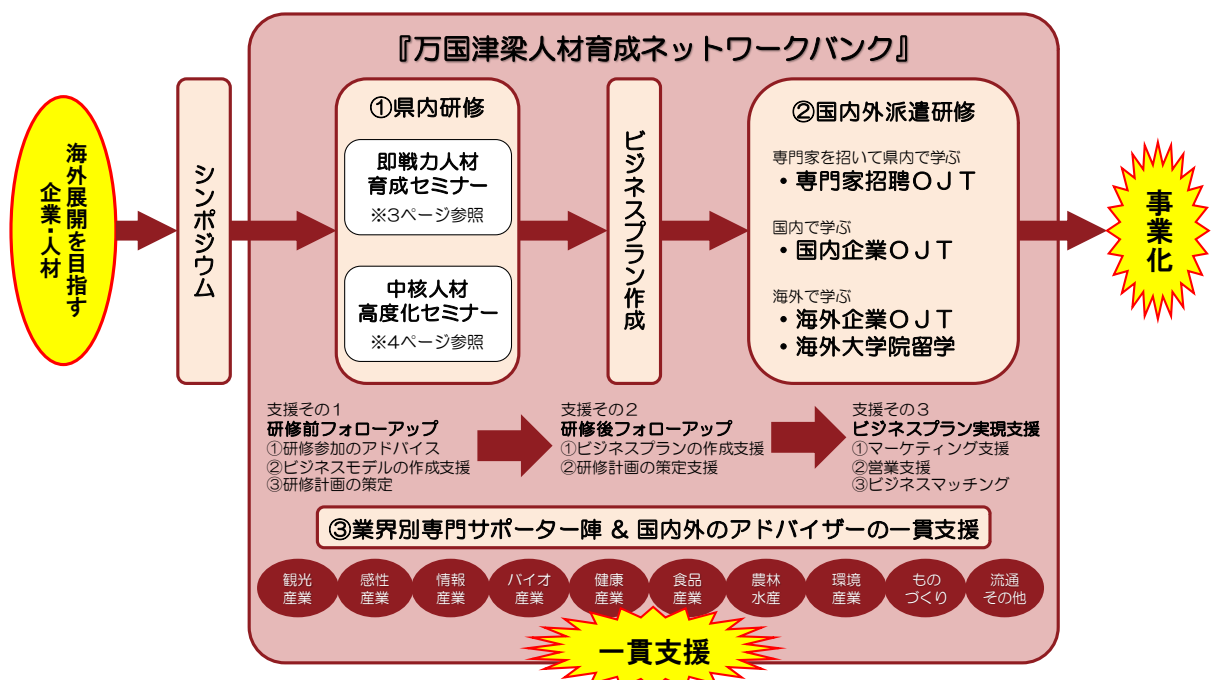 『万国津梁人材育成ネットワークバンク』
海外展開を目指す
企業・人材
シンポジウム
①県内研修
即戦力人材
育成セミナー
※3ページ参照
中核人材
高度化セミナー
※4ページ参照
ビジネスプラン作成
②国内外派遣研修
専門家を招いて県内で学ぶ
・専門家招聘ＯＪＴ
国内で学ぶ
・国内企業ＯＪＴ
海外で学ぶ
・海外企業ＯＪＴ
・海外大学院留学
事業化
支援その１
研修前フォローアップ
①研修参加のアドバイス
②ビジネスモデルの作成支援
③研修計画の策定
支援その２
研修後フォローアップ
①ビジネスプランの作成支援
②研修計画の策定支援
支援その３
ビジネスプラン実現支援
①マーケティング支援
②営業支援
③ビジネスマッチング
③業界別専門サポーター陣 ＆ 国内外のアドバイザーの一貫支援
観光
産業
感性
産業
情報
産業
バイオ
産業
健康
産業
食品
産業
農林
水産
環境
産業
もの
づくり
流通
その他
一貫支援